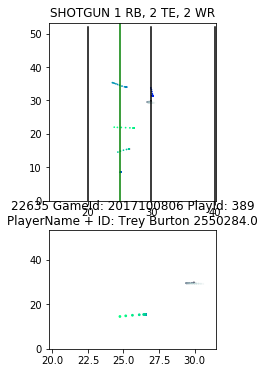 SHOTGUN 1 RB, 2 TE, 2 WR
50
40
30
20
10
0
20 30 40
22635 GameId: 2017100806 PlayId: 389
PlayerName + ID: Trey Burton 2550284.0
40
20
0
20.0 22.5 25.0 27.5 30.0